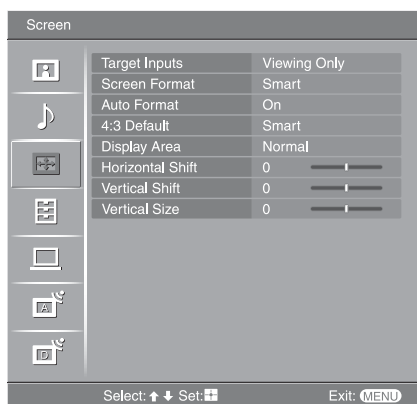 Screen
Target Inputs Viewing Only
Screen Format Smart
Auto Format On
4:3 Default Smart
Display Area Normal
Horizontal Shift 0
Vertical Shift 0
Vertical Size 0
A
D
Select: Set: Exit: MENU